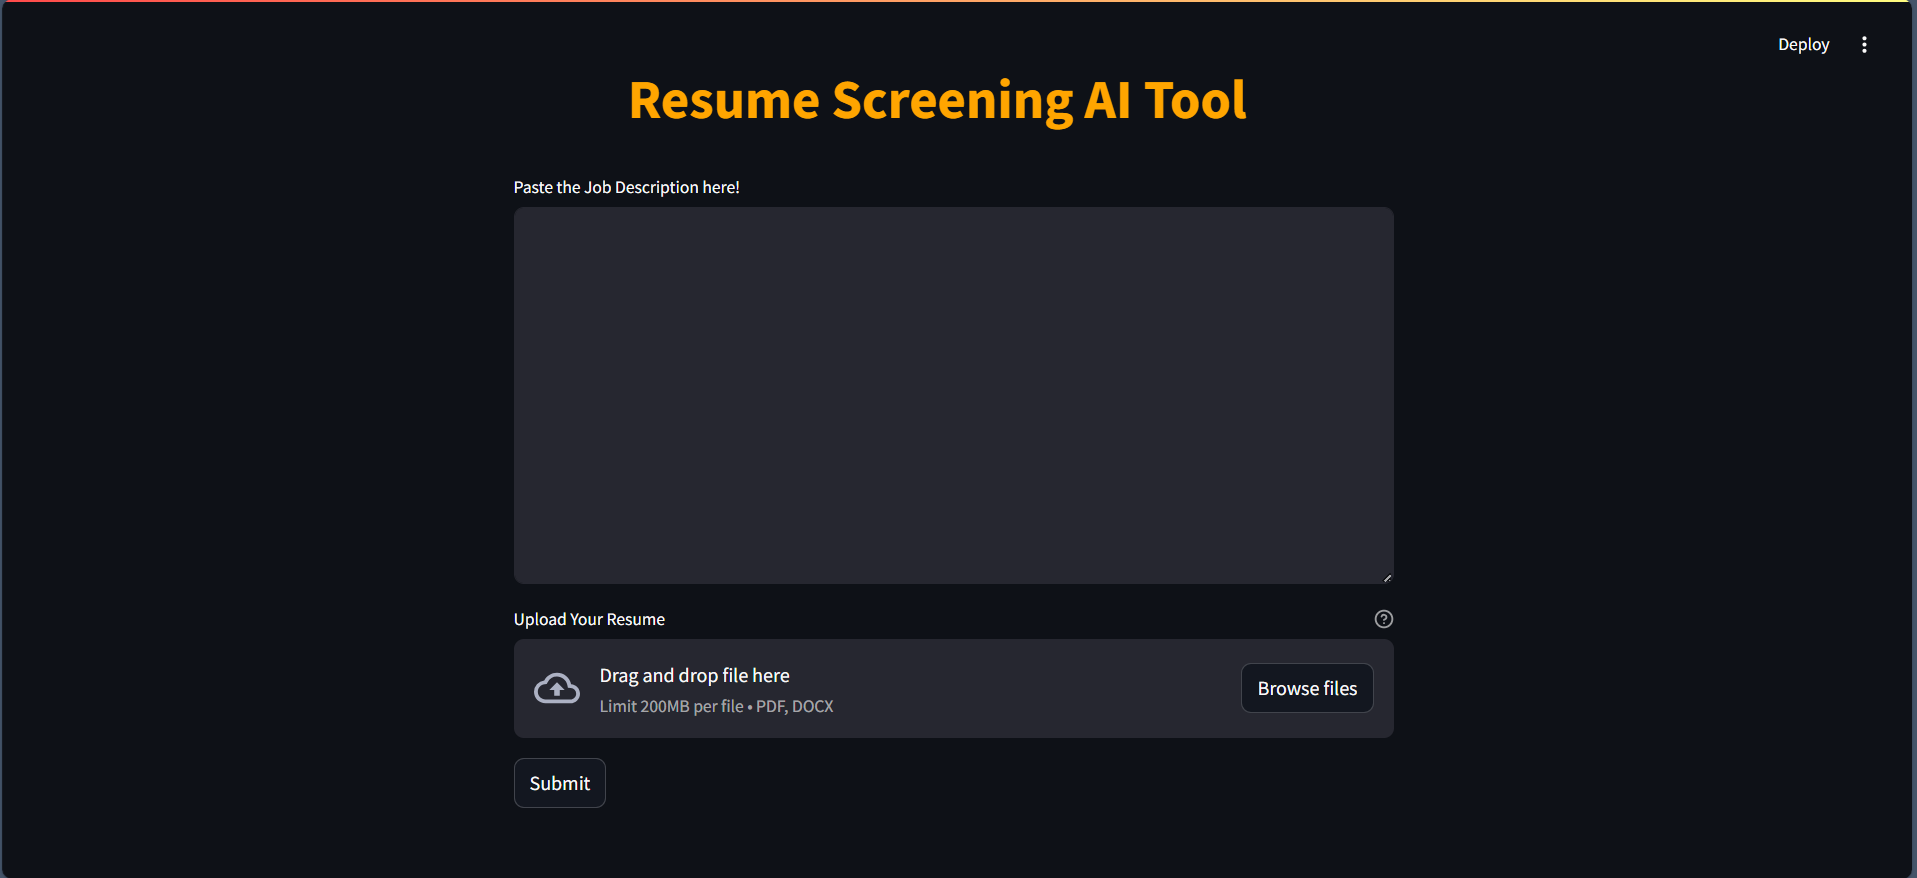 Deploy
Resume Screening AI Tool
Paste the Job Description here!
Upload Your Resume
Drag and drop file here
Limit 200MB per file • PDF, DOCX
Browse files
Submit